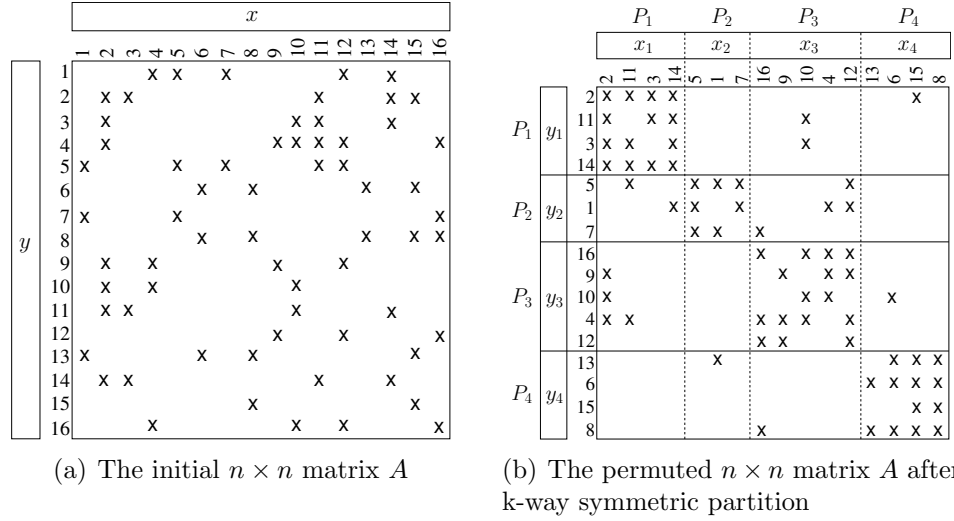 x
1 2 3 4 5 6 7 8 9 10 11 12 13 14 15 16
y
1 x x x x x
2 x x x x x
3 x x x x
4 x x x x x x
5 x x x x x
6 x x x x
7 x x x
8 x x x x x
9 x x x x
10 x x x
11 x x x x
12 x x x
13 x x x x
14 x x x x
15 x x
16 x x x x
(a) The initial n × n matrix A
P₁ P₂ P₃ P₄
x₁ x₂ x₃ x₄
2 11 3 14 5 1 7 16 9 10 4 12 13 6 15 8
P₁ y₁
2 x x x x x
11 x x x x
3 x x x x
14 x x x x
P₂ y₂
5 x x x x x
1 x x x x x
7 x x x
P₃ y₃
16 x x x x
9 x x x x
10 x x x x
4 x x x x x x
12 x x x
P₄ y₄
13 x x x x
6 x x x x
15 x x
8 x x x x x
(b) The permuted n × n matrix A after
k-way symmetric partition